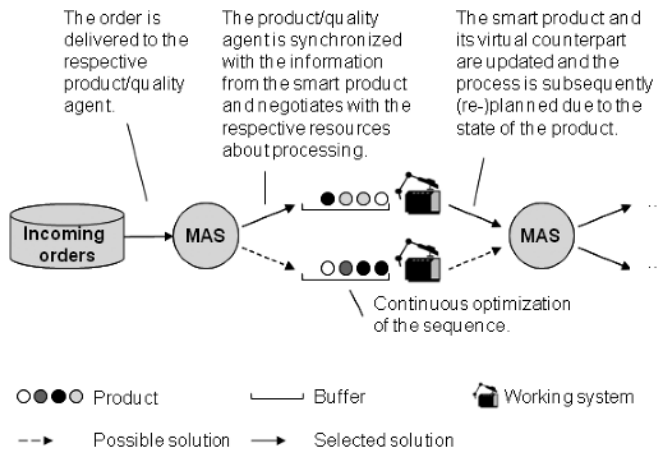 The order is
delivered to the
respective
product/quality
agent.
The product/quality
agent is synchronized
with the information
from the smart product
and negotiates with the
respective resources
about processing.
The smart product and
its virtual counterpart
are updated and the
process is subsequently
(re-)planned due to the
state of the product.
Incoming
orders
MAS
MAS
..
..
Continuous optimization
of the sequence.
Product
Buffer
Working system
Possible solution
Selected solution